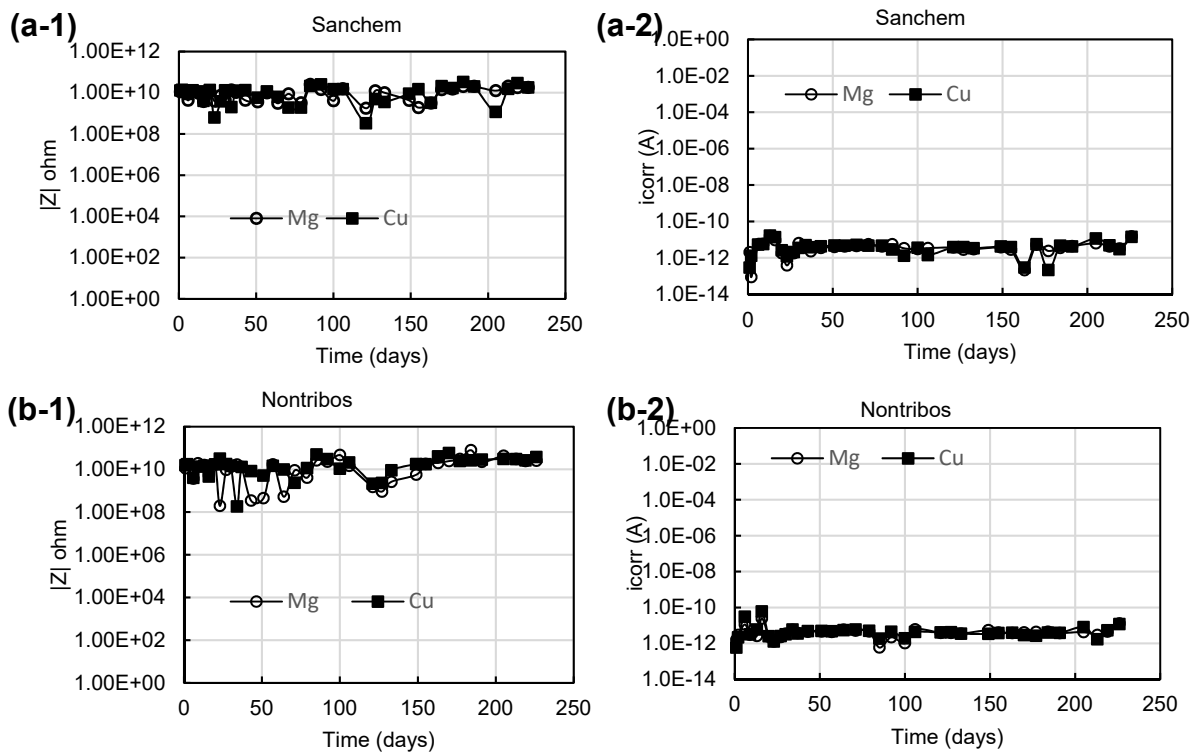 (a-1)
Sanchem
1.00E+12
1.00E+10
1.00E+08
1.00E+06
1.00E+04
1.00E+02
1.00E+00
|Z| ohm
Mg
Cu
0 50 100 150 200 250
Time (days)
(a-2)
Sanchem
1.0E+00
1.0E-02
1.0E-04
1.0E-06
1.0E-08
1.0E-10
1.0E-12
1.0E-14
icorr (A)
Mg
Cu
0 50 100 150 200 250
Time (days)
(b-1)
Nontribos
1.00E+12
1.00E+10
1.00E+08
1.00E+06
1.00E+04
1.00E+02
1.00E+00
|Z| ohm
Mg
Cu
0 50 100 150 200 250
Time (days)
(b-2)
Nontribos
1.0E+00
1.0E-02
1.0E-04
1.0E-06
1.0E-08
1.0E-10
1.0E-12
1.0E-14
icorr (A)
Mg
Cu
0 50 100 150 200 250
Time (days)